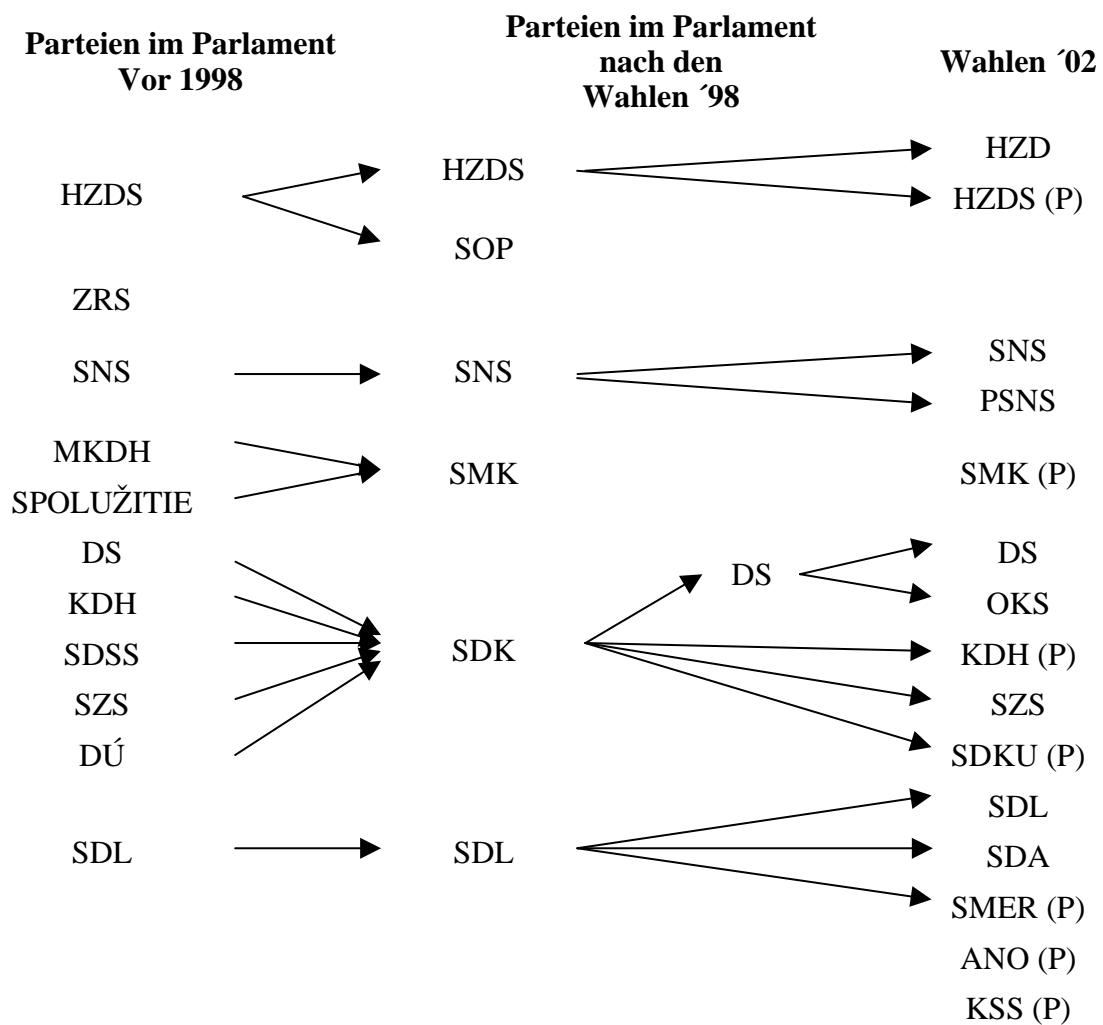 Parteien im Parlament
Vor 1998
Parteien im Parlament
nach den
Wahlen ´98
Wahlen ´02
HZDS
ZRS
SNS
MKDH
SPOLUŽITIE
DS
KDH
SDSS
SZS
DÚ
SDL
HZDS
SOP
SNS
SMK
SDK
SDL
DS
HZD
HZDS (P)
SNS
PSNS
SMK (P)
DS
OKS
KDH (P)
SZS
SDKU (P)
SDL
SDA
SMER (P)
ANO (P)
KSS (P)